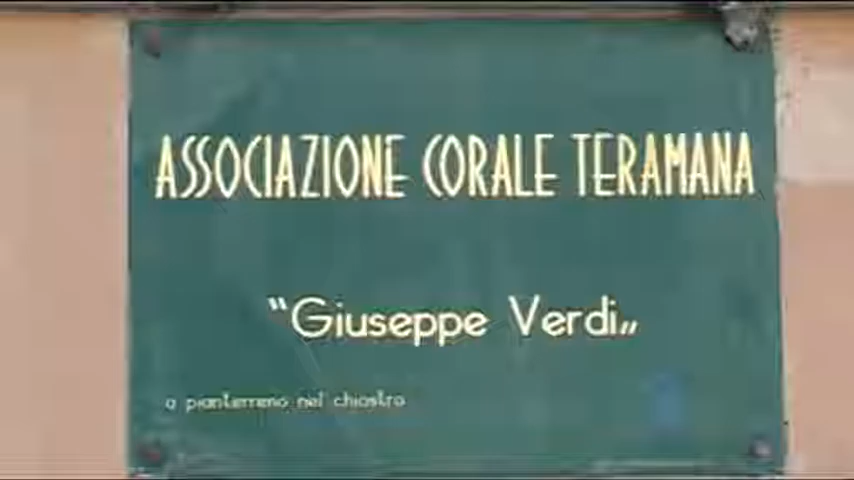 ASSOCIAZIONE CORALE TERAMANA
"Giuseppe Verdi„
a pianterreno nel chiostro